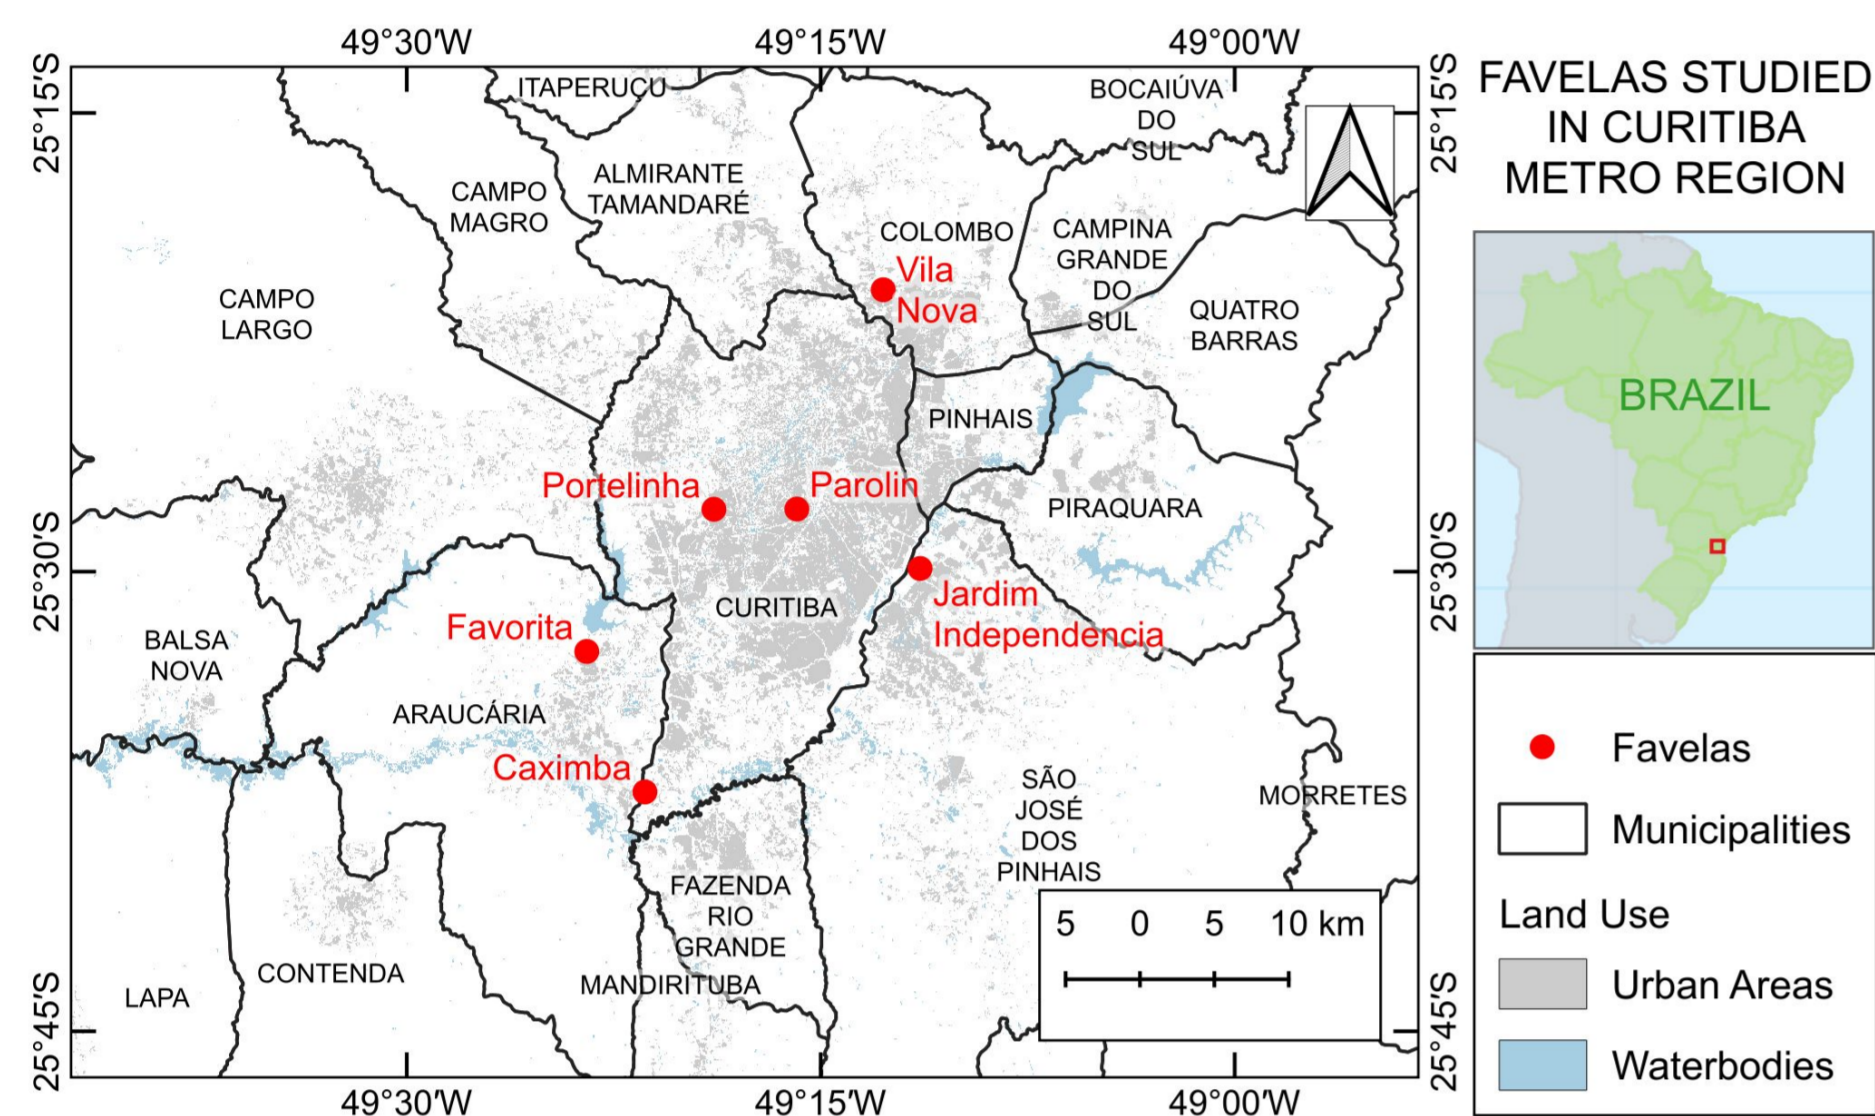 49°30'W
49°15'W
49°00'W
25°15'S
25°15'S
FAVELAS STUDIED
IN CURITIBA
METRO REGION
ITAPERUÇU
BOCAIÚVA
DO
SUL
ALMIRANTE
TAMANDARÉ
CAMPO
MAGRO
COLOMBO
CAMPINA
GRANDE
DO
SUL
Vila
Nova
CAMPO
LARGO
QUATRO
BARRAS
BRAZIL
PINHAIS
Portelinha
Parolin
PIRAQUARA
25°30'S
25°30'S
CURITIBA
Jardim
Independencia
Favorita
BALSA
NOVA
ARAUCÁRIA
Caximba
SÃO
JOSÉ
DOS
PINHAIS
MORRETES
FAZENDA
RIO
GRANDE
CONTENDA
MANDIRITUBA
LAPA
5 0 5 10 km
25°45'S
25°45'S
49°30'W
49°15'W
49°00'W
Favelas
Municipalities
Land Use
Urban Areas
Waterbodies